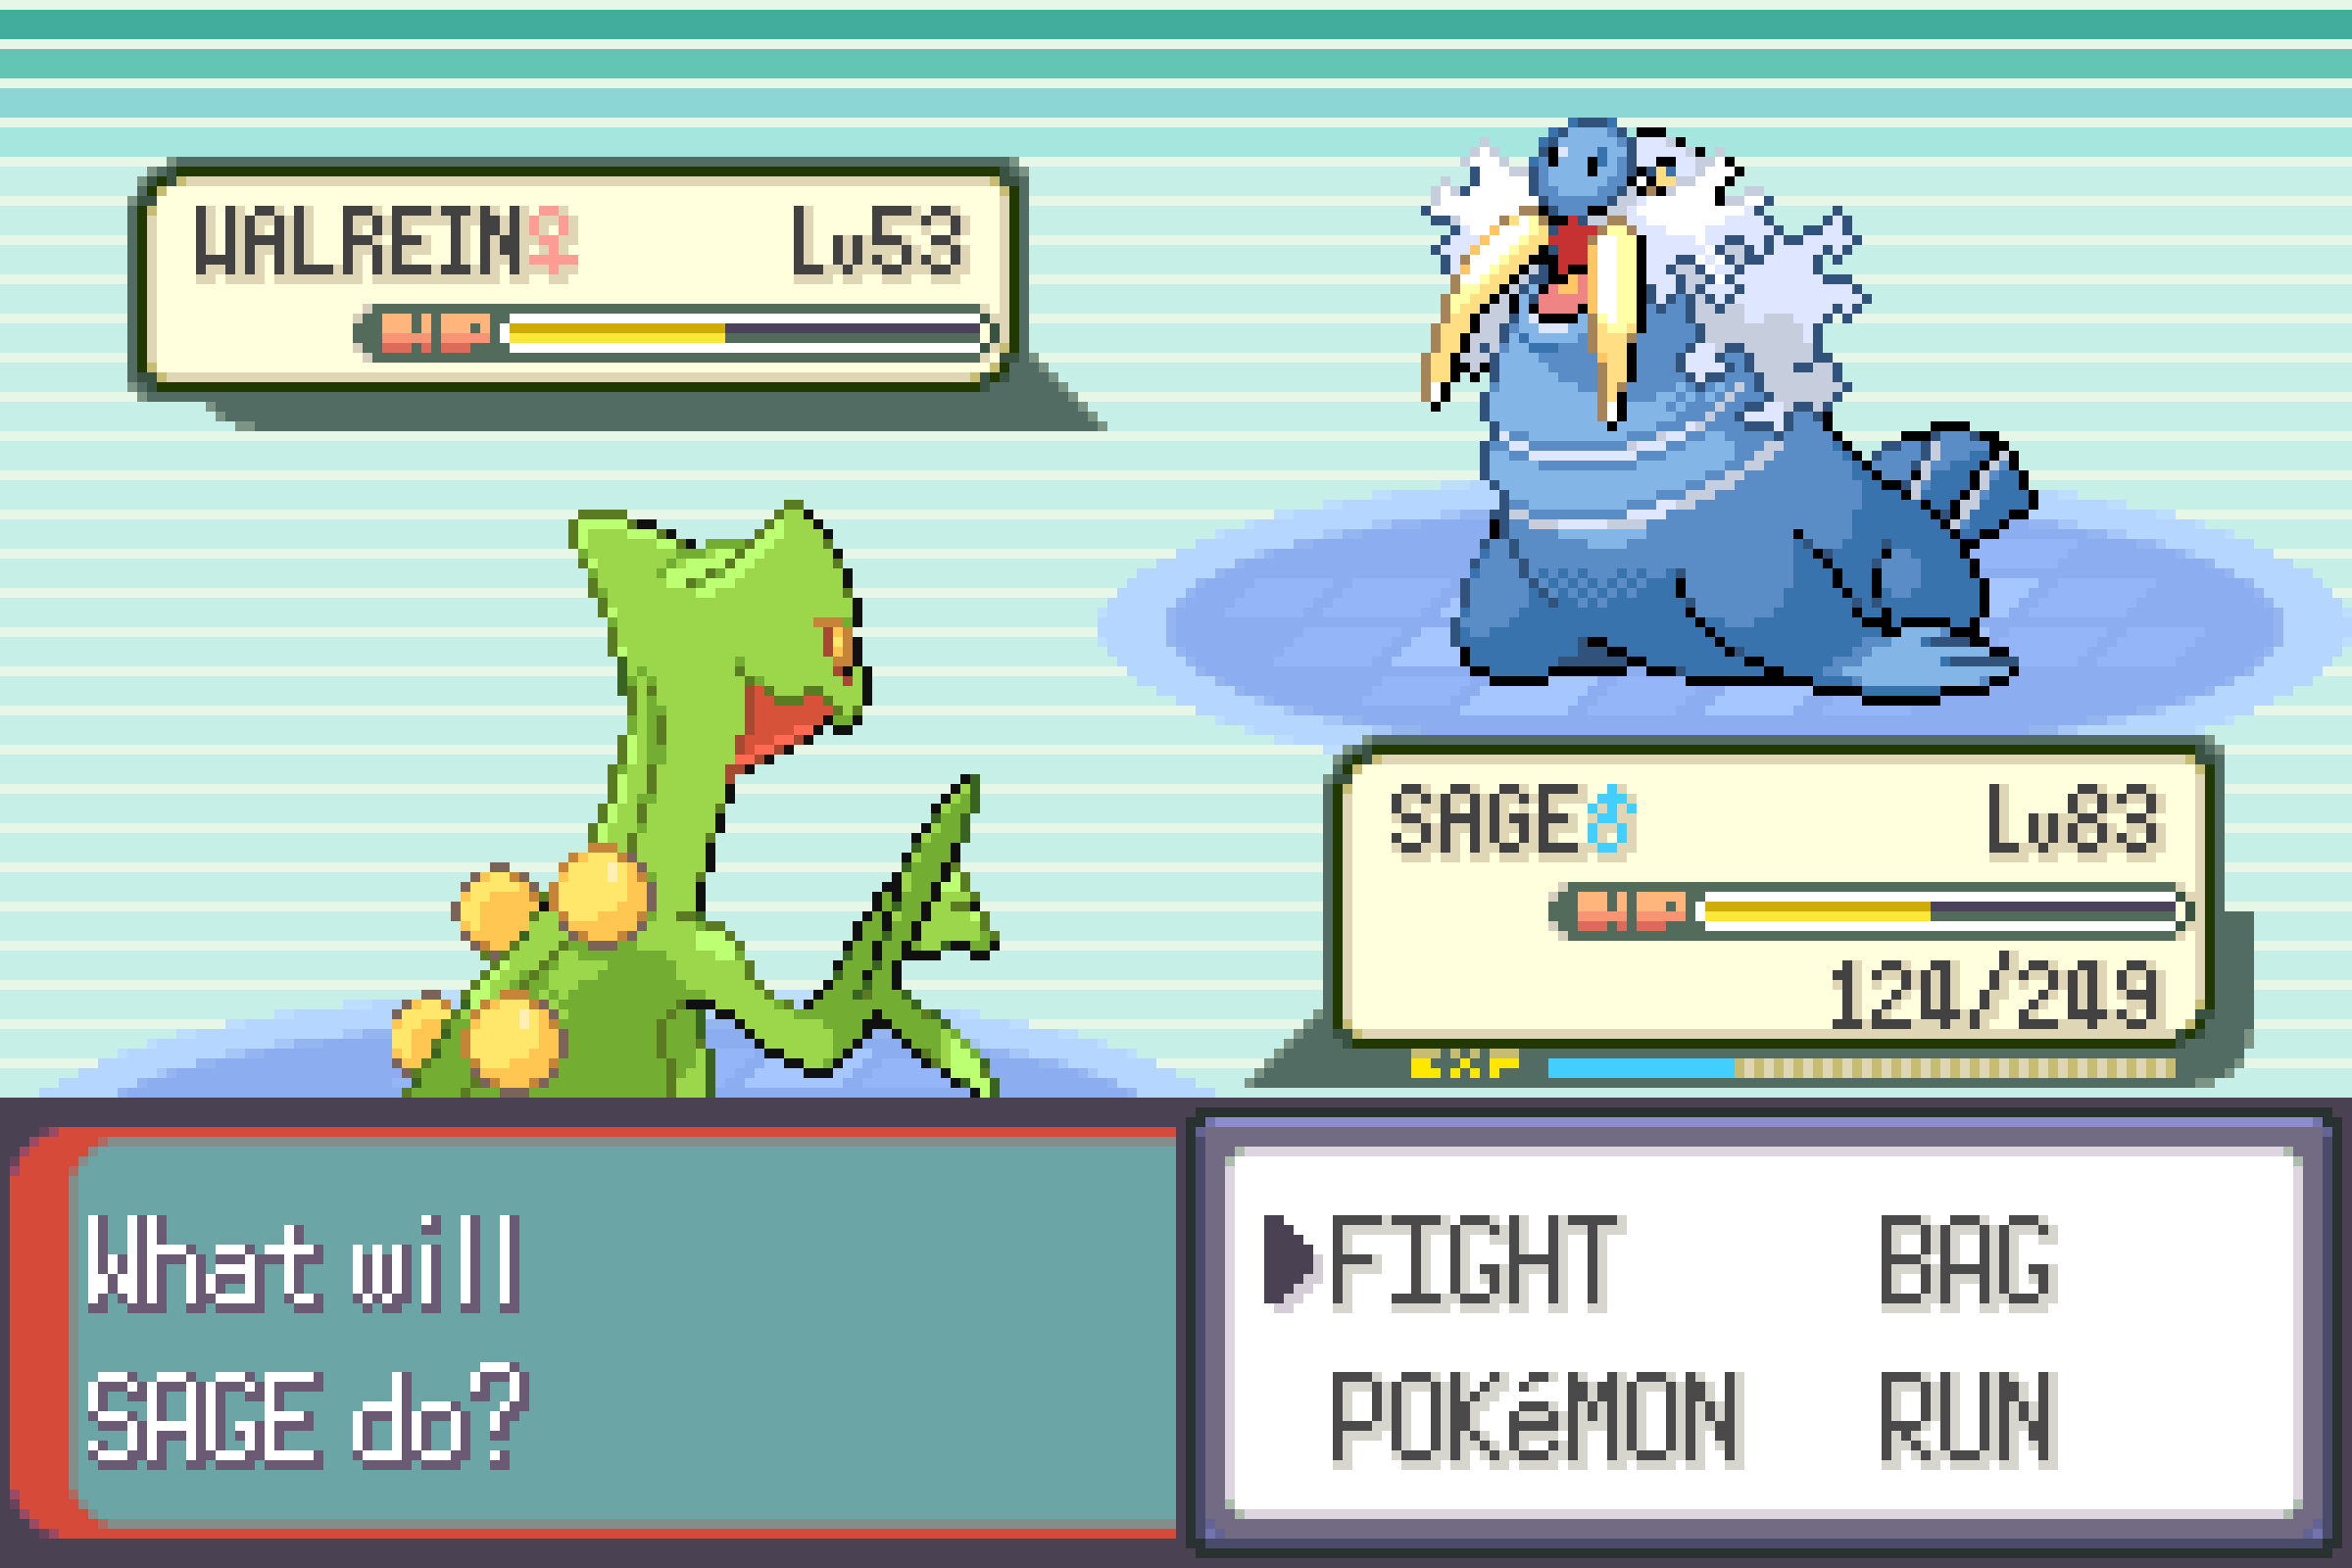 WALREIN♀ Lv53
HP
SAGE♂ Lv83
HP
124/249
EXP
What will
SAGE do?
FIGHT BAG
POKéMON RUN